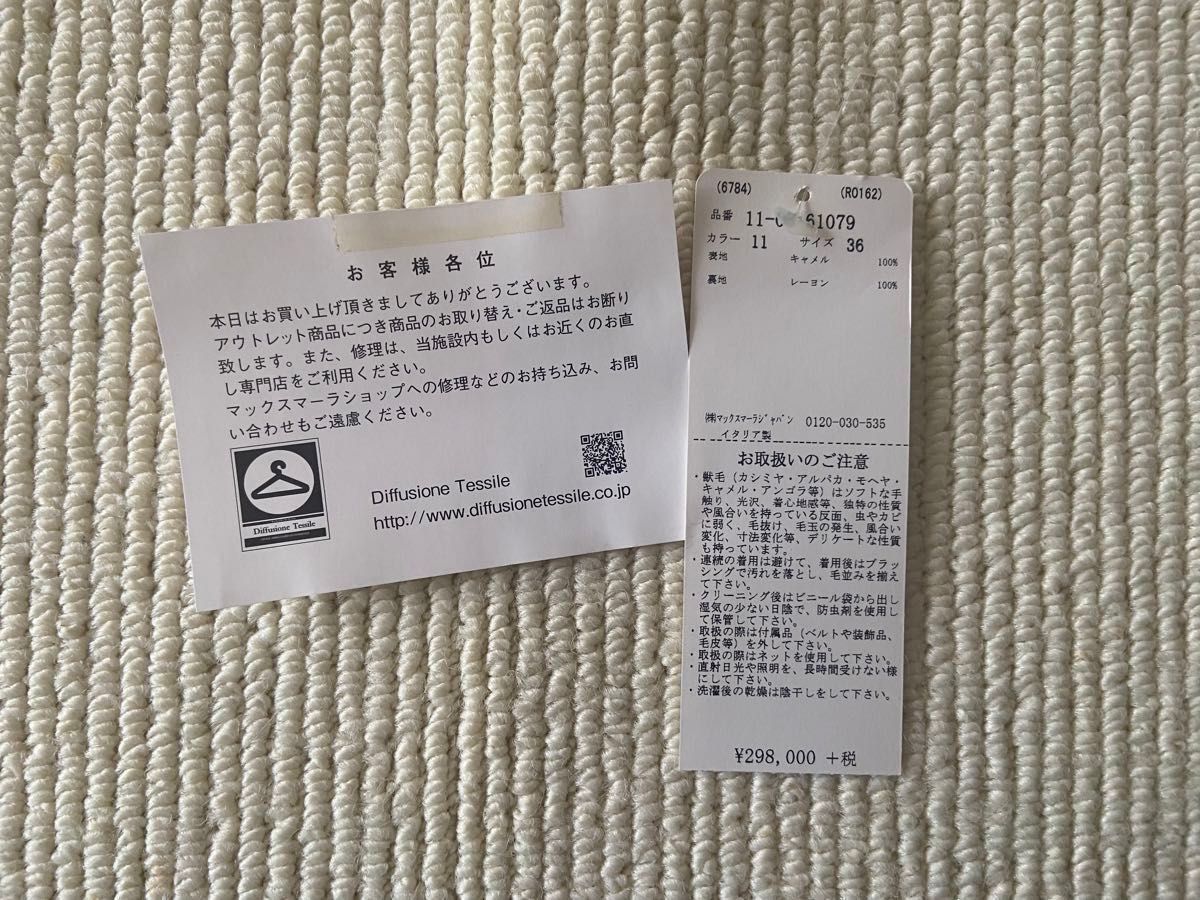 お客様各位
本日はお買い上げ頂きましてありがとうございます。
アウトレット商品につき商品のお取り替え・ご返品はお断り
致します。また、修理は、当施設内もしくはお近くのお直
し専門店をご利用ください。
マックスマーラショップへの修理などのお持ち込み、お問
い合わせもご遠慮ください。
Diffusione Tessile
Diffusione Tessile
http://www.diffusionetessile.co.jp
(6784) (R0162)
品番 61079
カラー 11 サイズ 36
表地 キャメル 100%
裏地 レーヨン 100%
㈱マックスマーラジャパン 0120-030-535
イタリア製
お取扱いのご注意
・獣毛（カシミヤ・アルパカ・モヘヤ・
キャメル・アンゴラ等）はソフトな手
触り、光沢、着心地感等、独特の性質
や風合いを持っている反面、虫やカビ
に弱く、毛抜け、毛玉の発生、風合い
変化、寸法変化等、デリケートな性質
も持っています。
・連続の着用は避けて、着用後はブラッ
シングで汚れを落とし、毛並みを揃え
て下さい。
・クリーニング後はビニール袋から出し
湿気の少ない日陰で、防虫剤を使用し
て保管して下さい。
・取扱の際は付属品（ベルトや装飾品、
毛皮等）を外して下さい。
・取扱の際はネットを使用して下さい。
・直射日光や照明を、長時間受けない様
にして下さい。
・洗濯後の乾燥は陰干しをして下さい。
¥298,000 +税